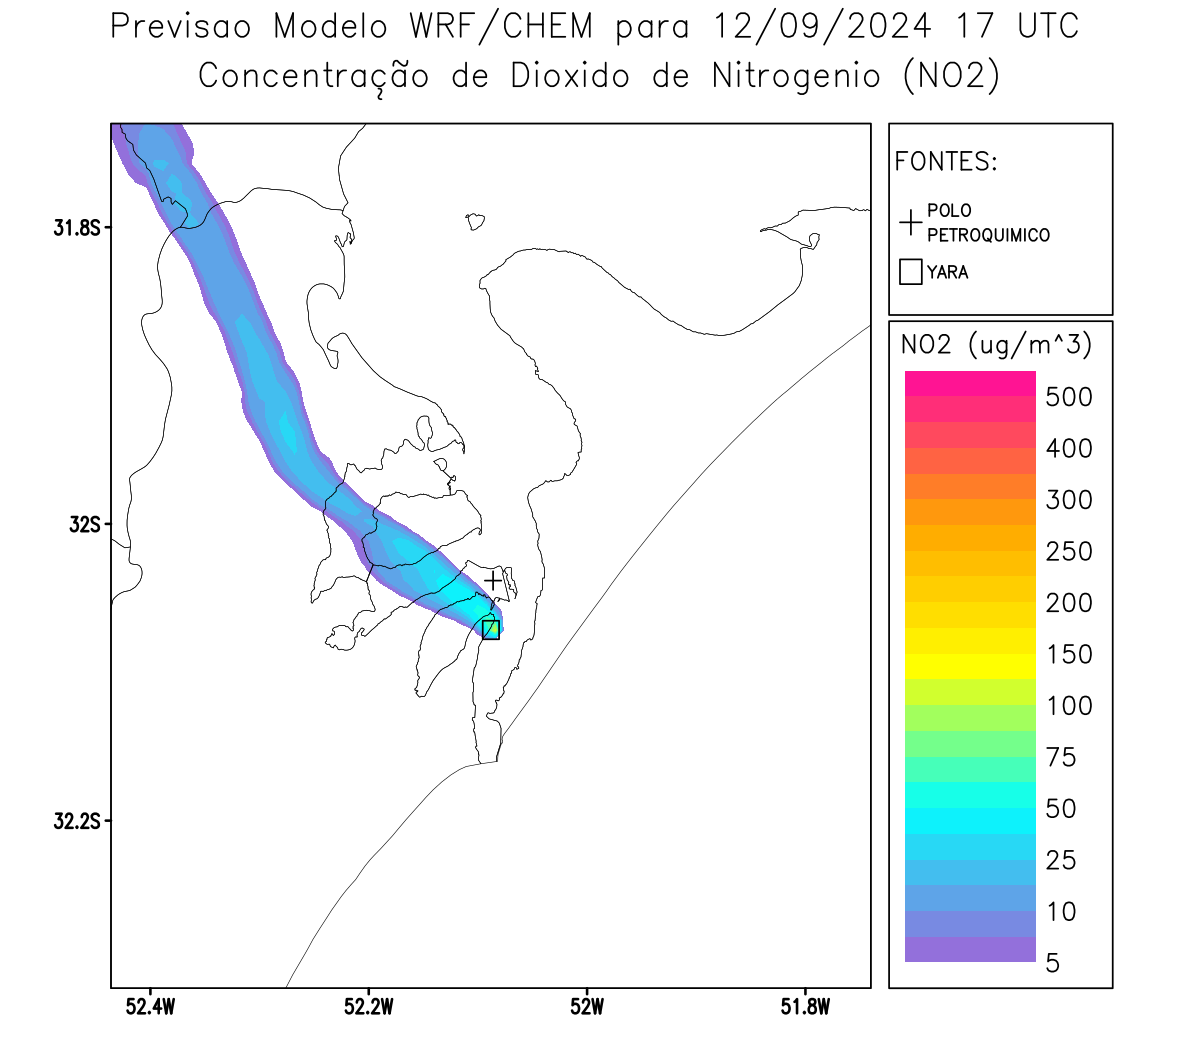 Previsao Modelo WRF/CHEM para 12/09/2024 17 UTC
Concentração de Dioxido de Nitrogenio (NO2)
FONTES:
POLO
PETROQUIMICO
YARA
NO2 (ug/m^3)
500
400
300
250
200
150
100
75
50
25
10
5
31.8S
32S
32.2S
52.4W
52.2W
52W
51.8W